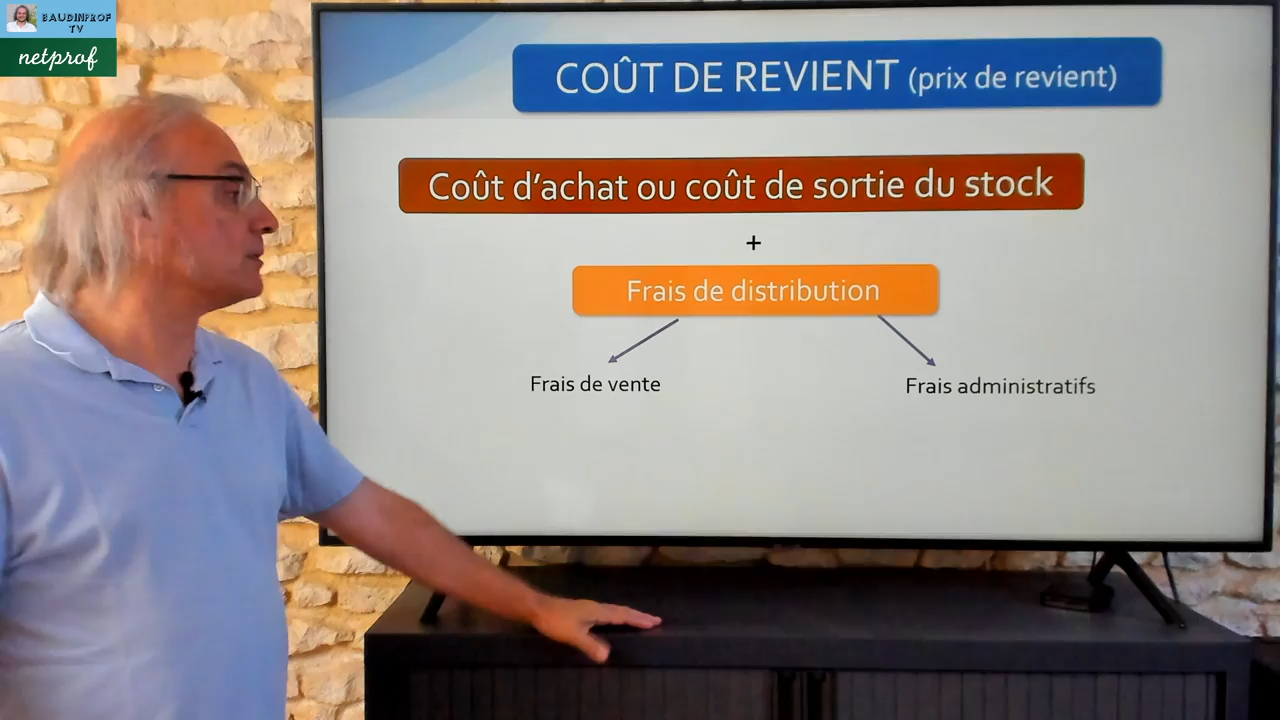 BAUDINPROF
TV
netprof
COÛT DE REVIENT (prix de revient)
Coût d’achat ou coût de sortie du stock
+
Frais de distribution
Frais de vente
Frais administratifs